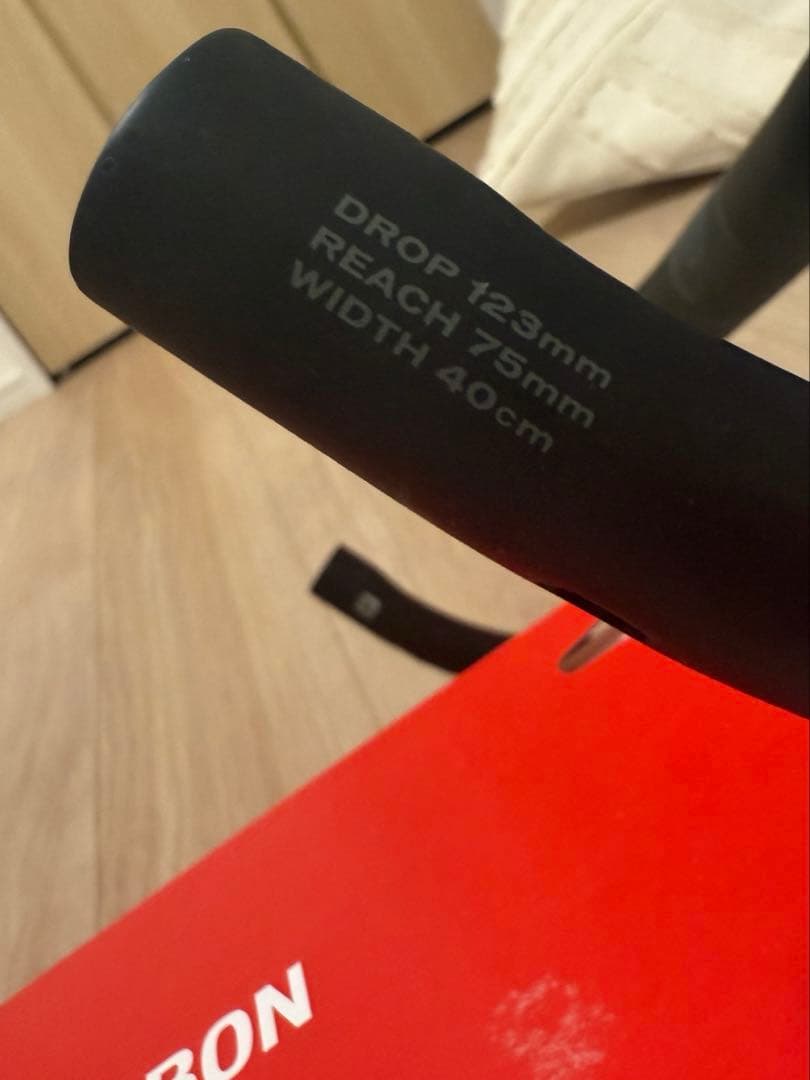 DROP 123mm
REACH 75mm
WIDTH 40cm
BON